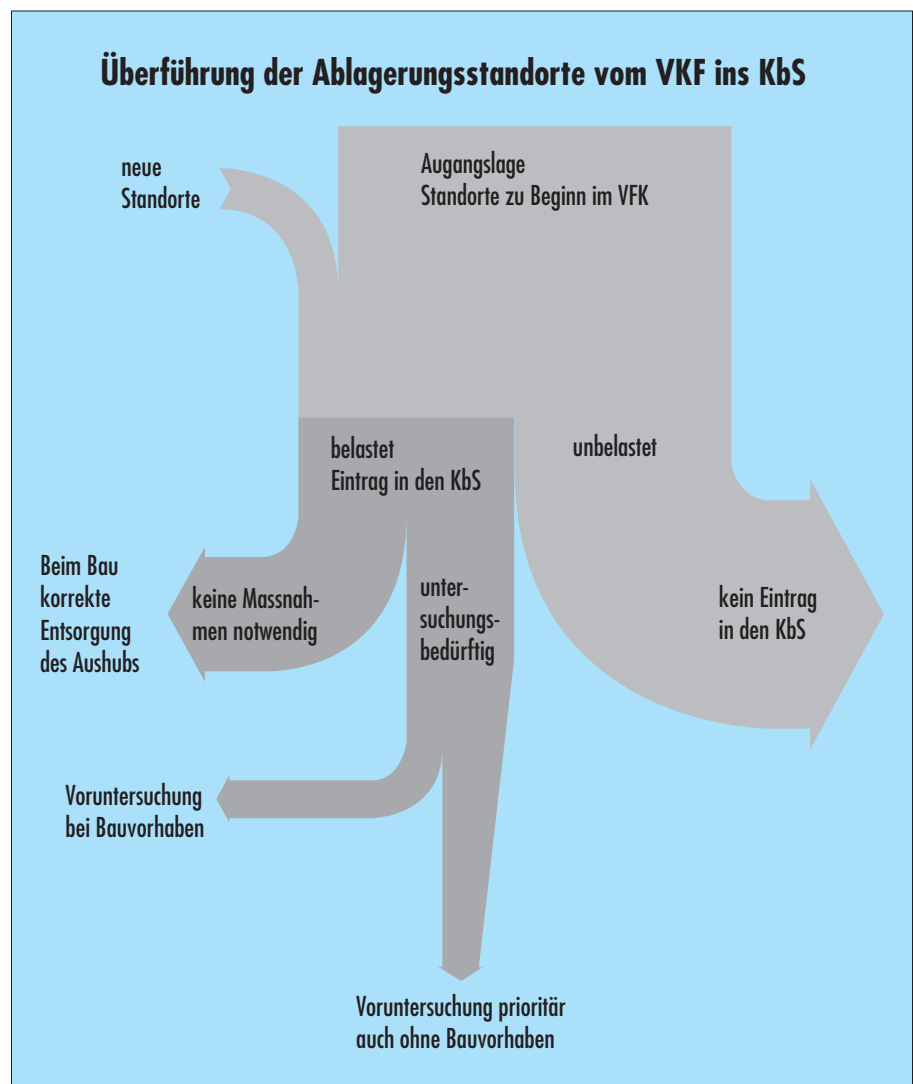 Überführung der Ablagerungsstandorte vom VKF ins KbS
neue
Standorte
Augangslage
Standorte zu Beginn im VFK
belastet
Eintrag in den KbS
unbelastet
Beim Bau
korrekte
Entsorgung
des Aushubs
keine Massnah-
men notwendig
unter-
suchungs-
bedürftig
kein Eintrag
in den KbS
Voruntersuchung
bei Bauvorhaben
Voruntersuchung prioritär
auch ohne Bauvorhaben